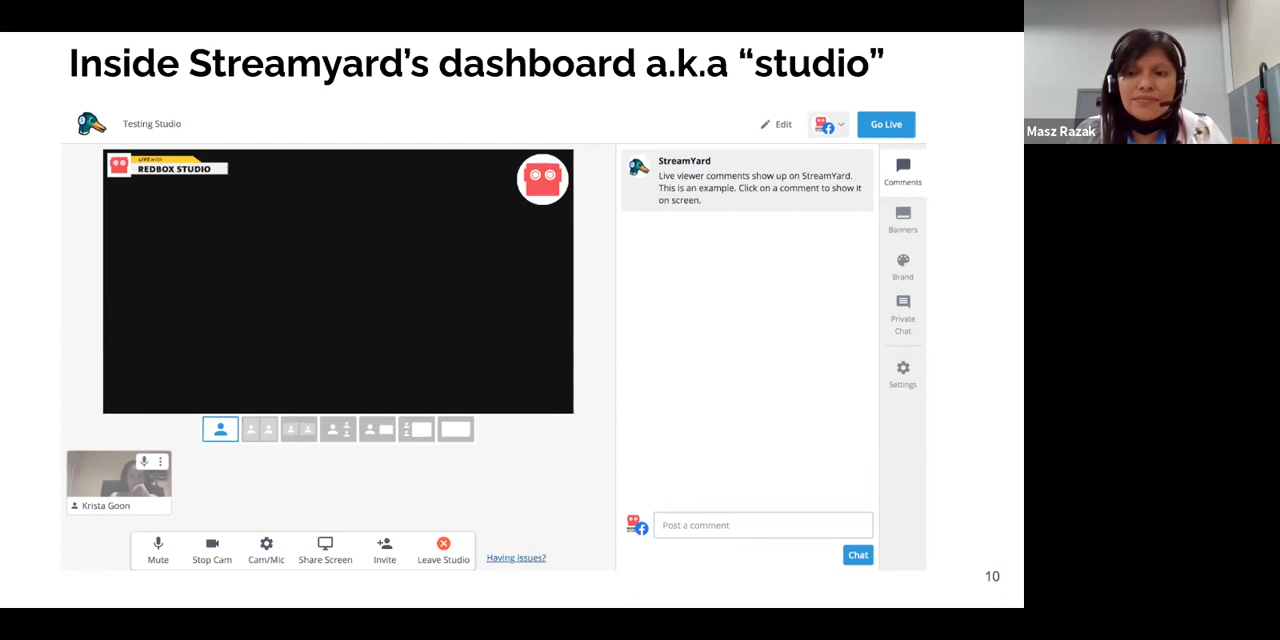 Inside Streamyard’s dashboard a.k.a “studio”
Masz Razak
Testing Studio
Edit
Go Live
LIVE with
REDBOX STUDIO
StreamYard
Live viewer comments show up on StreamYard.
This is an example. Click on a comment to show it
on screen.
Comments
Banners
Brand
Private
Chat
Settings
Krista Goon
Post a comment
Chat
Mute
Stop Cam
Cam/Mic
Share Screen
Invite
Leave Studio
Having issues?
10